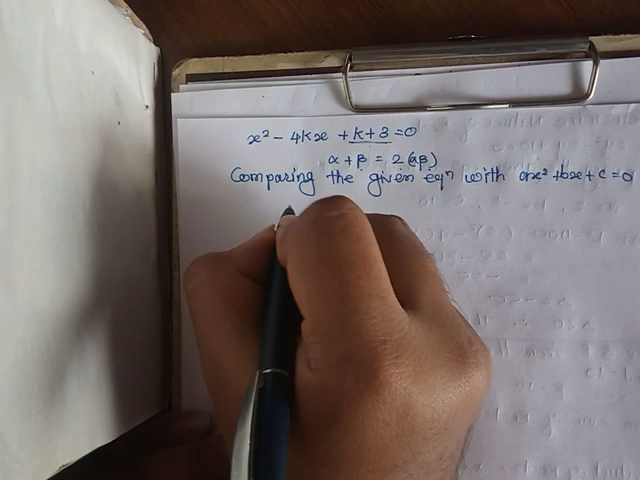 x² - 4kx + k+3 = 0
α + β = 2(αβ)
Comparing the given eqⁿ with ax² + bx + c = 0